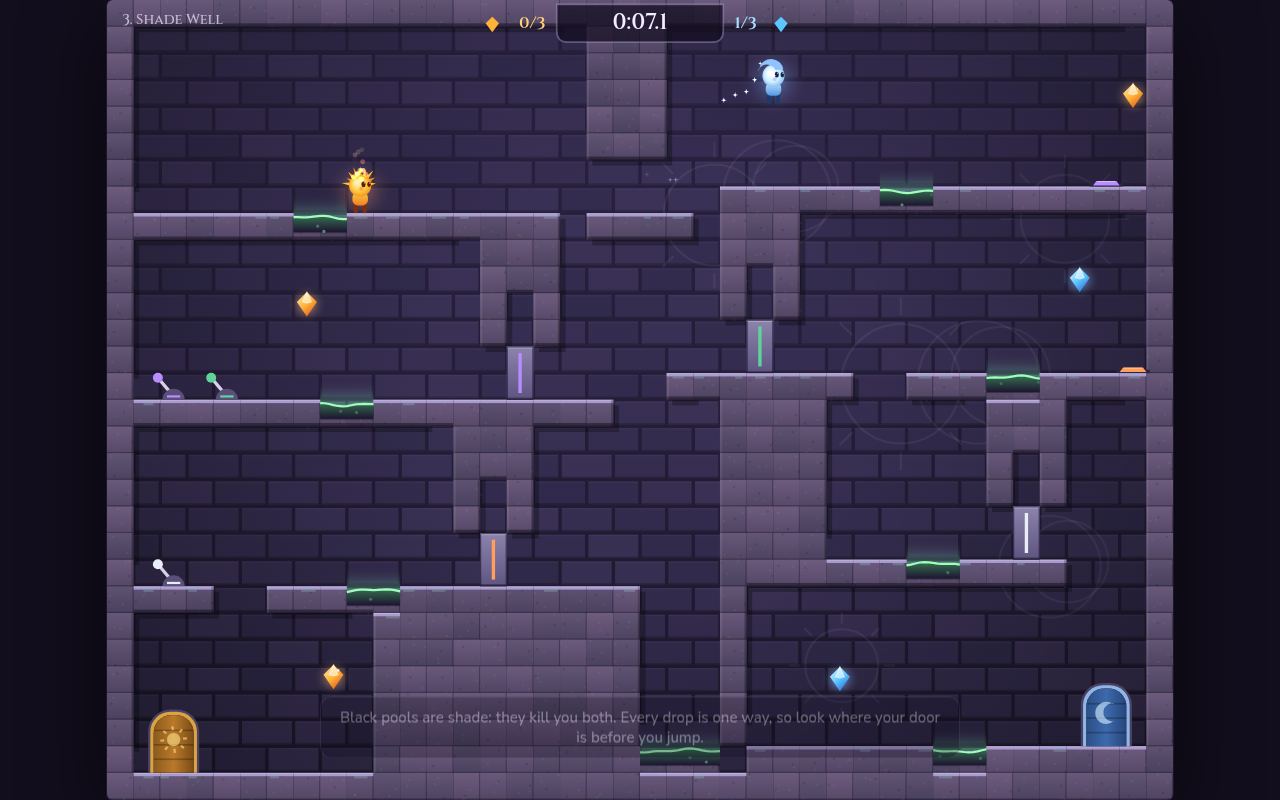 3. Shade Well
0/3
0:07.1
1/3
Black pools are shade: they kill you both. Every drop is one way, so look where your door
is before you jump.